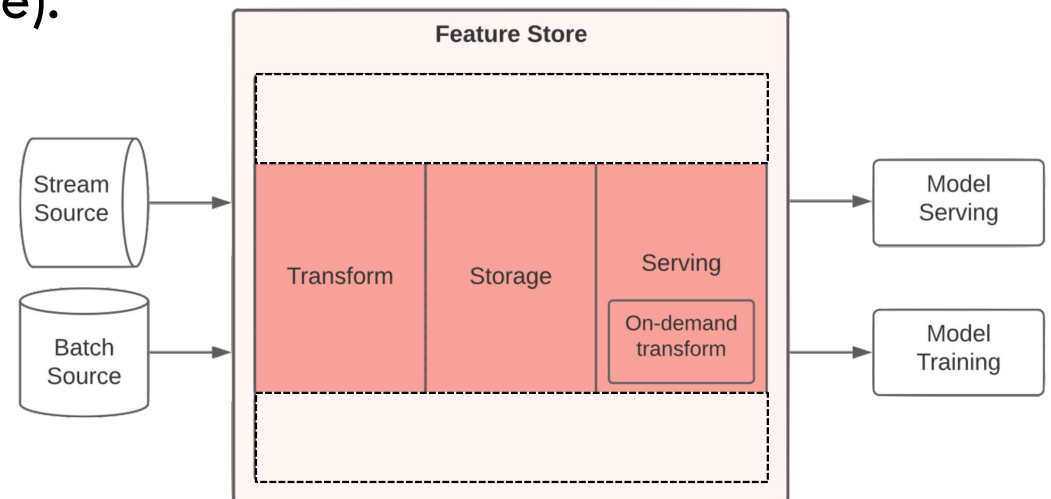 e).
Feature Store
Stream
Source
Batch
Source
Transform
Storage
Serving
On-demand
transform
Model
Serving
Model
Training